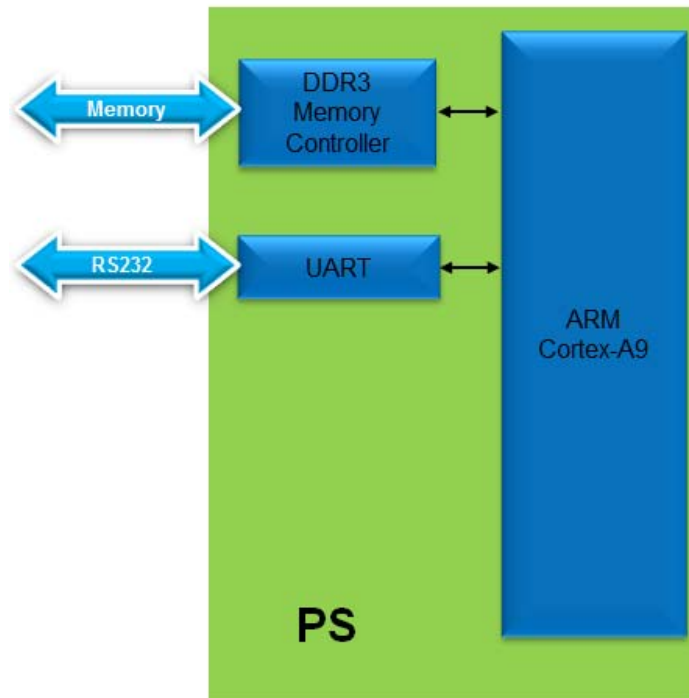 Memory
DDR3
Memory
Controller
RS232
UART
ARM
Cortex-A9
PS